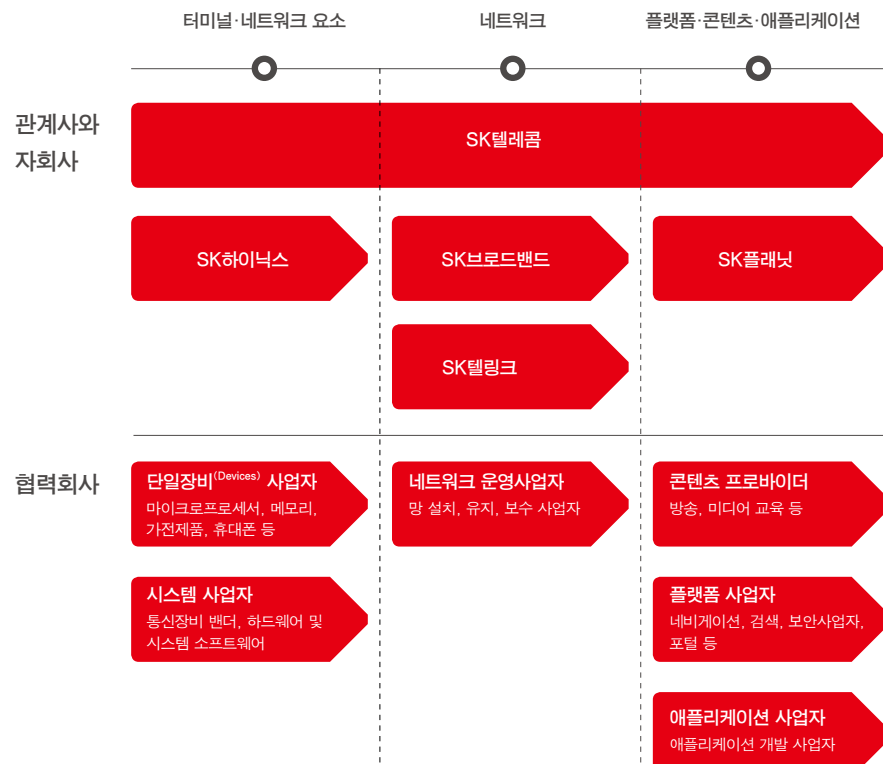 터미널·네트워크 요소
네트워크
플랫폼·콘텐츠·애플리케이션
관계사와
자회사
SK텔레콤
SK하이닉스
SK브로드밴드
SK플래닛
SK텔링크
협력회사
단일장비(Devices) 사업자
마이크로프로세서, 메모리,
가전제품, 휴대폰 등
네트워크 운영사업자
망 설치, 유지, 보수 사업자
콘텐츠 프로바이더
방송, 미디어 교육 등
시스템 사업자
통신장비 밴더, 하드웨어 및
시스템 소프트웨어
플랫폼 사업자
네비게이션, 검색, 보안사업자,
포털 등
애플리케이션 사업자
애플리케이션 개발 사업자